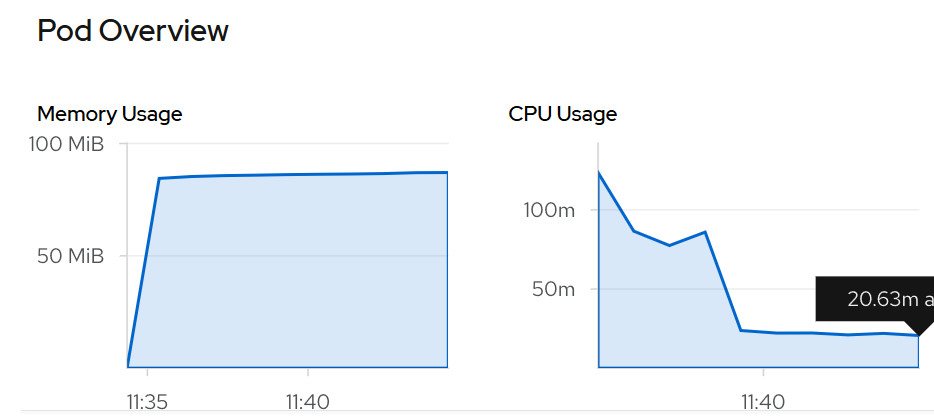 Pod Overview
Memory Usage
100 MiB
50 MiB
11:35
11:40
CPU Usage
100m
50m
20.63m a
11:40